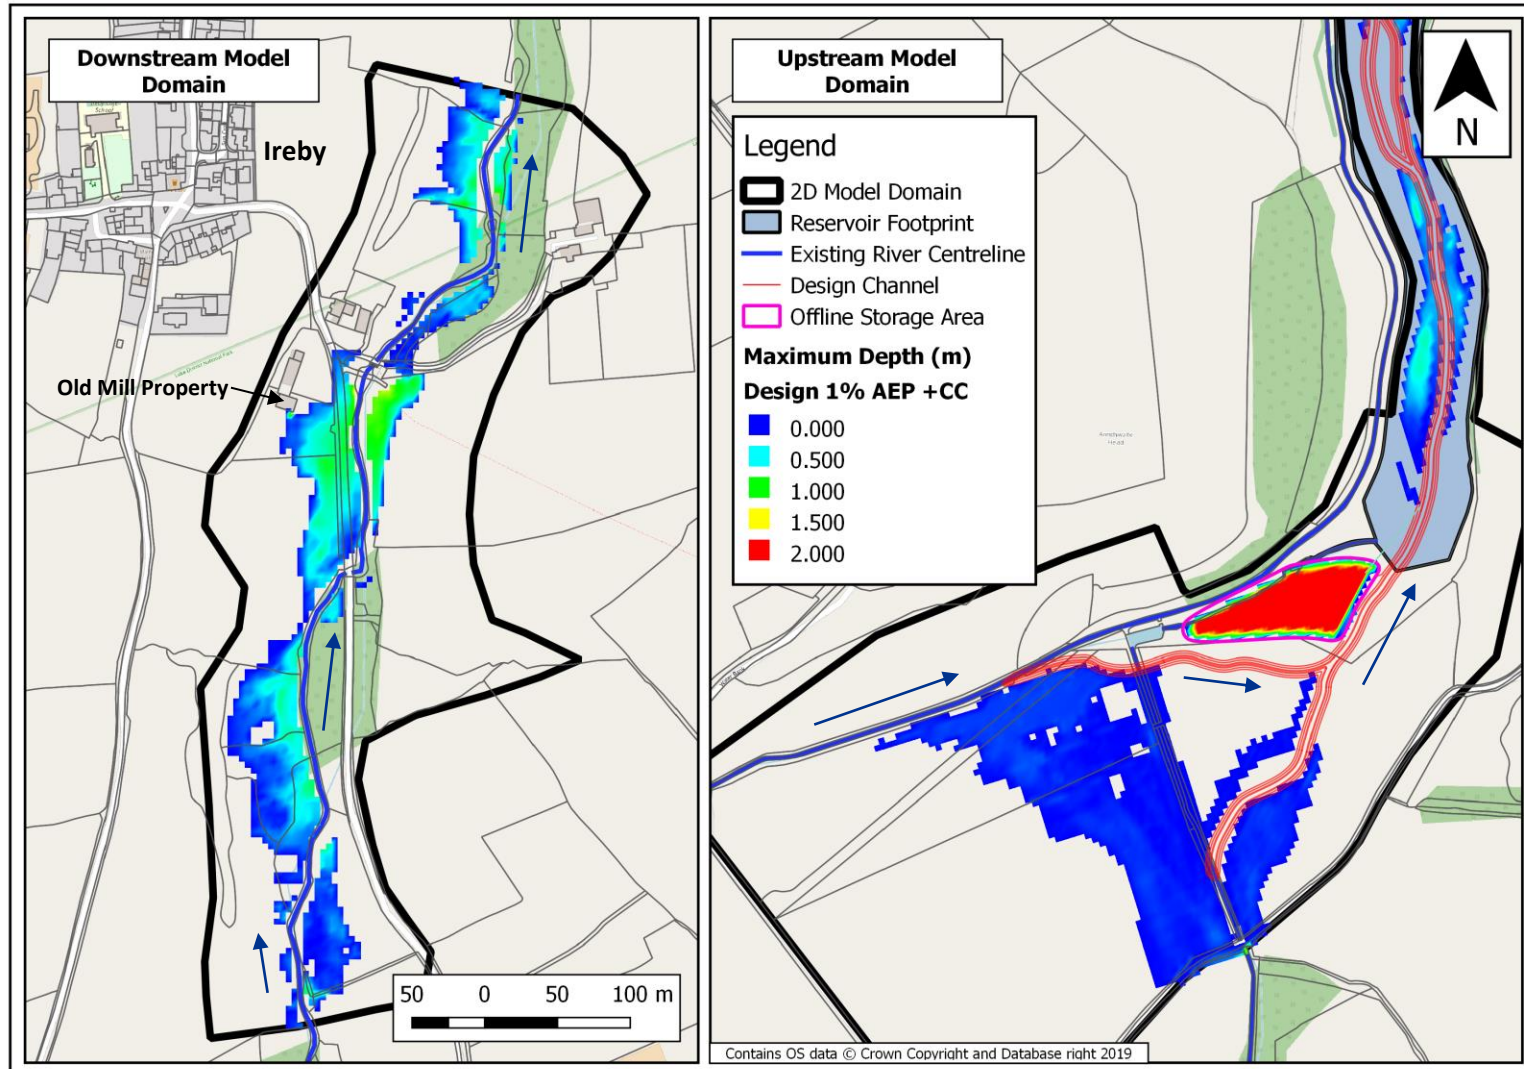 Downstream Model
Domain
Ireby
Old Mill Property
50 0 50 100 m
Upstream Model
Domain
N
Legend
2D Model Domain
Reservoir Footprint
Existing River Centreline
Design Channel
Offline Storage Area
Maximum Depth (m)
Design 1% AEP +CC
0.000
0.500
1.000
1.500
2.000
Contains OS data © Crown Copyright and Database right 2019